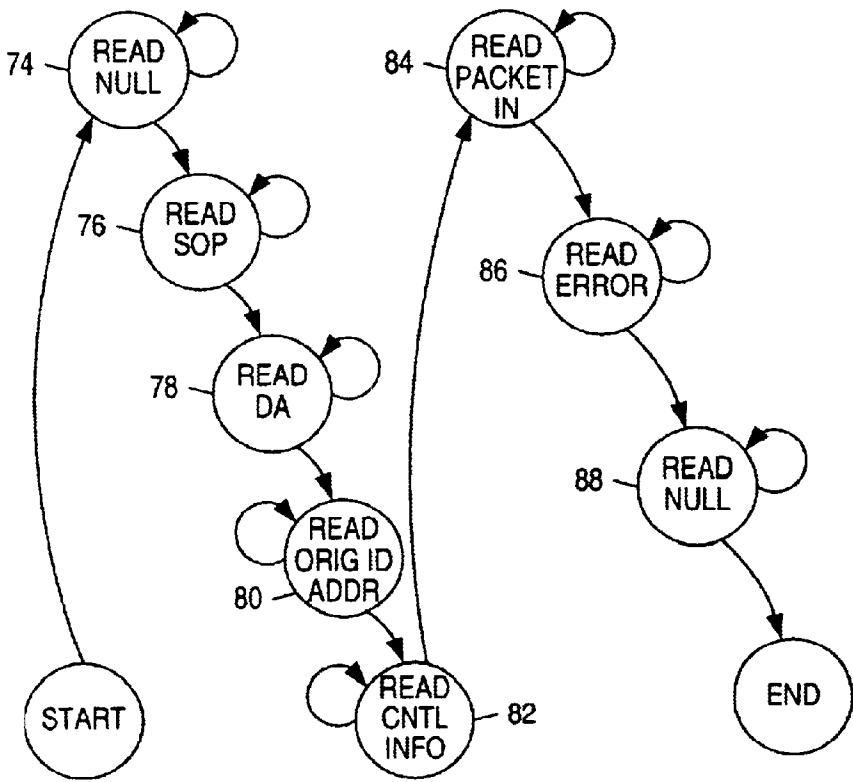 74
READ
NULL
76
READ
SOP
78
READ
DA
80
READ
ORIG ID
ADDR
82
READ
CNTL
INFO
START
84
READ
PACKET
IN
86
READ
ERROR
88
READ
NULL
END